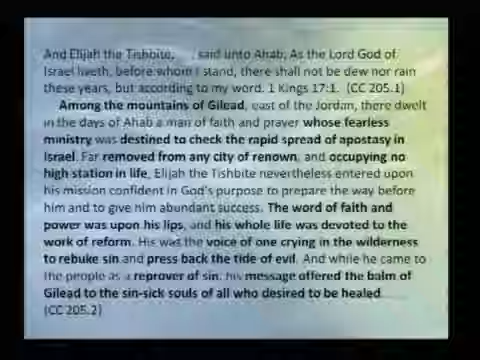 And Elijah the Tishbite, . . . said unto Ahab, As the Lord God of
Israel liveth, before whom I stand, there shall not be dew nor rain
these years, but according to my word. 1 Kings 17:1. (CC 205.1)
Among the mountains of Gilead, east of the Jordan, there dwelt
in the days of Ahab a man of faith and prayer whose fearless
ministry was destined to check the rapid spread of apostasy in
Israel. Far removed from any city of renown, and occupying no
high station in life, Elijah the Tishbite nevertheless entered upon
his mission confident in God's purpose to prepare the way before
him and to give him abundant success. The word of faith and
power was upon his lips, and his whole life was devoted to the
work of reform. His was the voice of one crying in the wilderness
to rebuke sin and press back the tide of evil. And while he came to
the people as a reprover of sin, his message offered the balm of
Gilead to the sin-sick souls of all who desired to be healed. . . .
(CC 205.2)